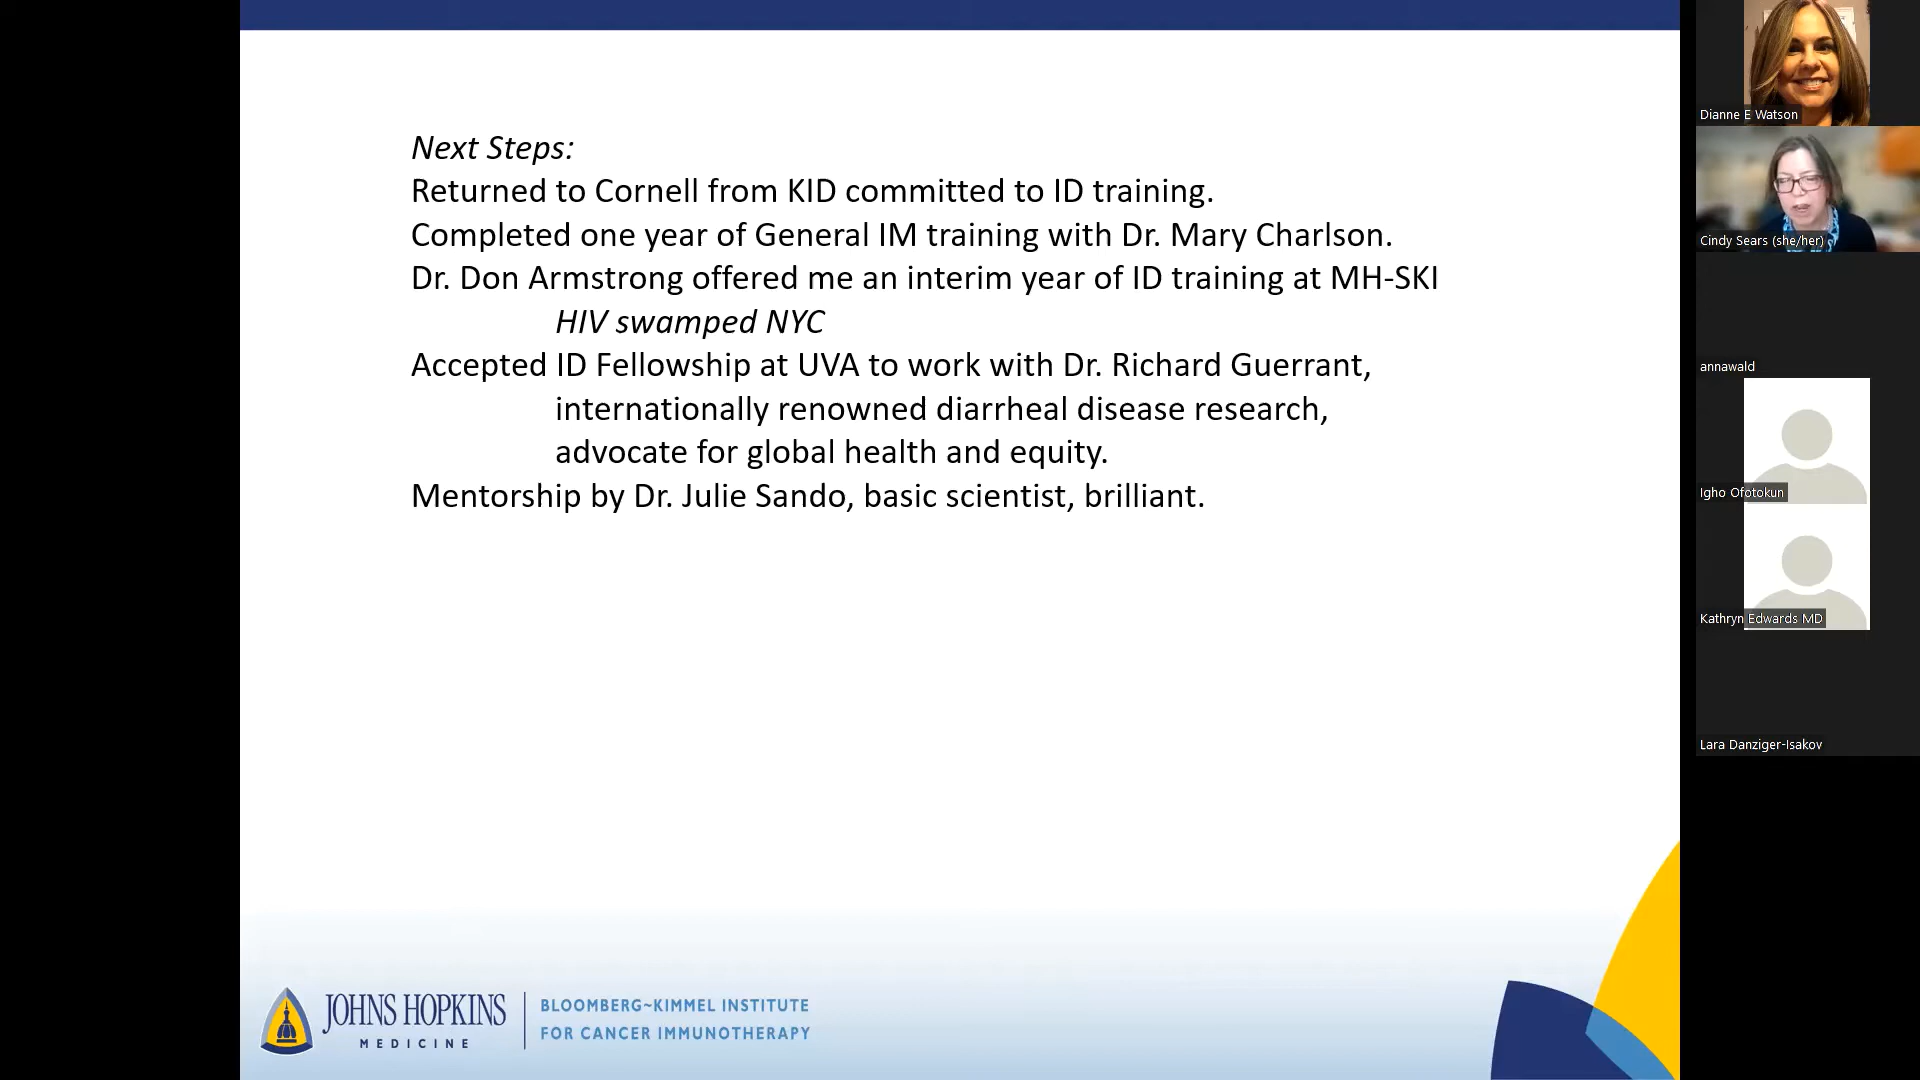 Next Steps:
Returned to Cornell from KID committed to ID training.
Completed one year of General IM training with Dr. Mary Charlson.
Dr. Don Armstrong offered me an interim year of ID training at MH-SKI
HIV swamped NYC
Accepted ID Fellowship at UVA to work with Dr. Richard Guerrant,
internationally renowned diarrheal disease research,
advocate for global health and equity.
Mentorship by Dr. Julie Sando, basic scientist, brilliant.
JOHNS HOPKINS
MEDICINE
BLOOMBERG~KIMMEL INSTITUTE
FOR CANCER IMMUNOTHERAPY
Dianne E Watson
Cindy Sears (she/her)
annawald
Igho Ofotokun
Kathryn Edwards MD
Lara Danziger-Isakov